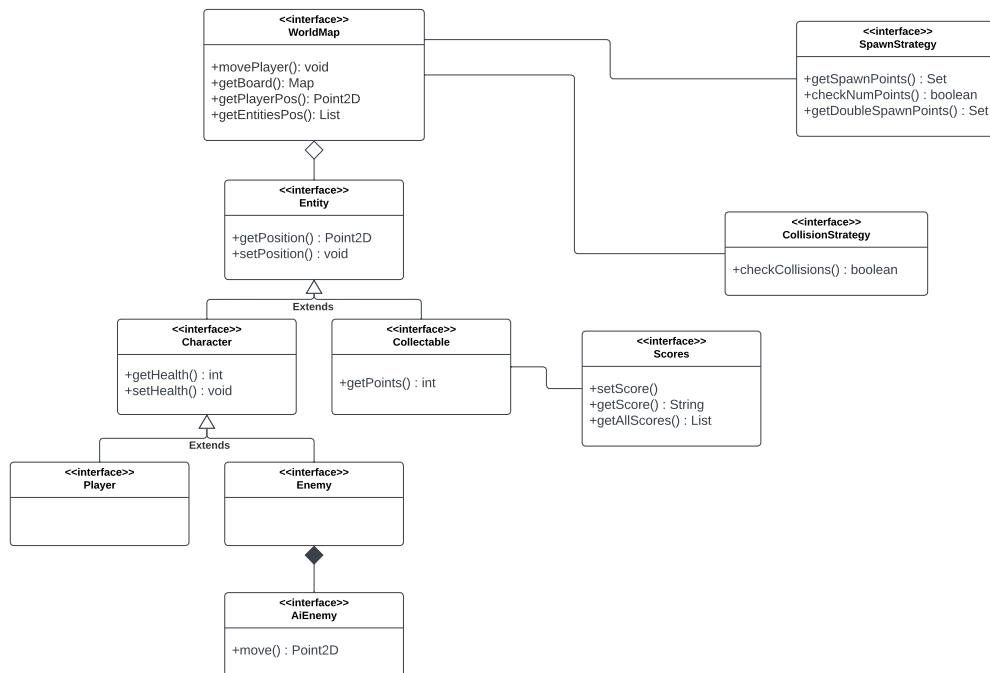 <<interface>>
WorldMap
+movePlayer(): void
+getBoard(): Map
+getPlayerPos(): Point2D
+getEntitiesPos(): List
<<interface>>
SpawnStrategy
+getSpawnPoints() : Set
+checkNumPoints() : boolean
+getDoubleSpawnPoints() : Set
<<interface>>
Entity
+getPosition() : Point2D
+setPosition() : void
<<interface>>
CollisionStrategy
+checkCollisions() : boolean
Extends
<<interface>>
Character
+getHealth() : int
+setHealth() : void
<<interface>>
Collectable
+getPoints() : int
<<interface>>
Scores
+setScore()
+getScore() : String
+getAllScores() : List
Extends
<<interface>>
Player
<<interface>>
Enemy
<<interface>>
AiEnemy
+move() : Point2D